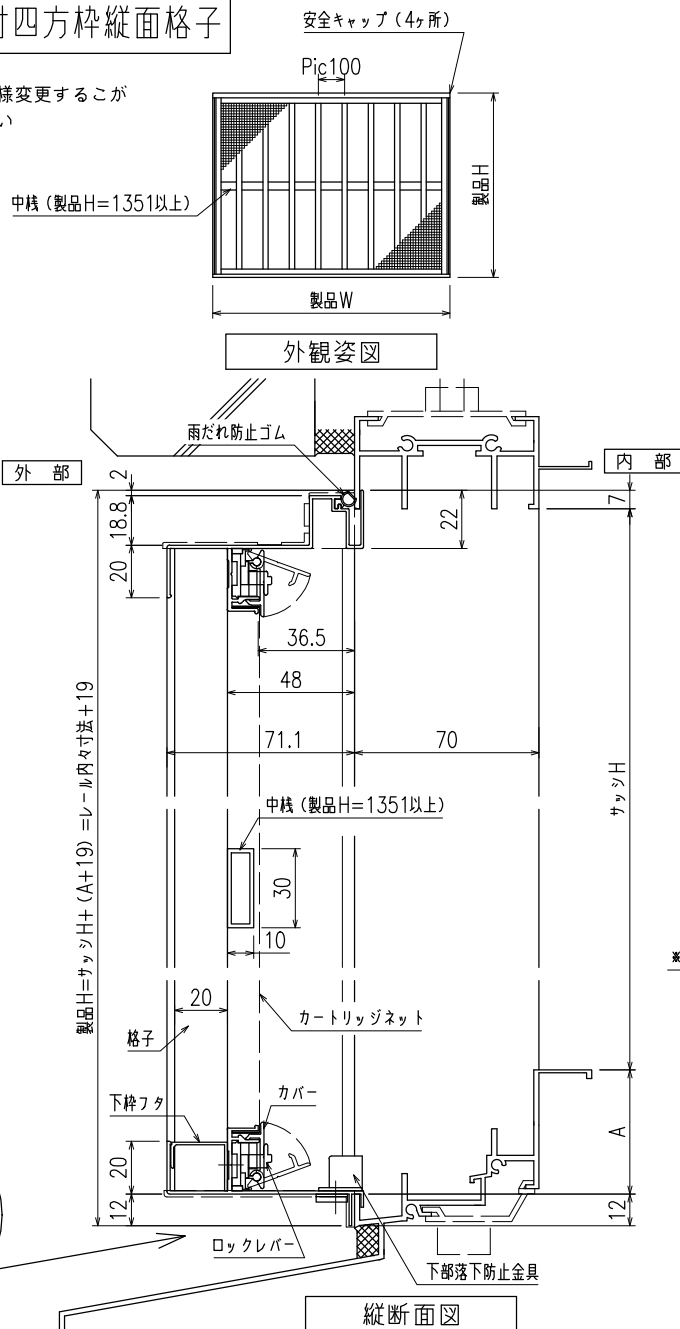 付四方枠縦面格子
様変更するこが
い
安全キャップ(4ヶ所)
Pic100
中桟(製品H=1351以上)
製品H
製品W
外観姿図
雨だれ防止ゴム
外 部
内 部
2
18.8
20
22
7
36.5
48
71.1
70
製品H=サッシH+(A+19)=レール内々寸法+19
中桟(製品H=1351以上)
サッシH
30
10
※
20
カートリッジネット
格子
下枠フタ
カバー
A
20
12
12
ロックレバー
下部落下防止金具
縦断面図